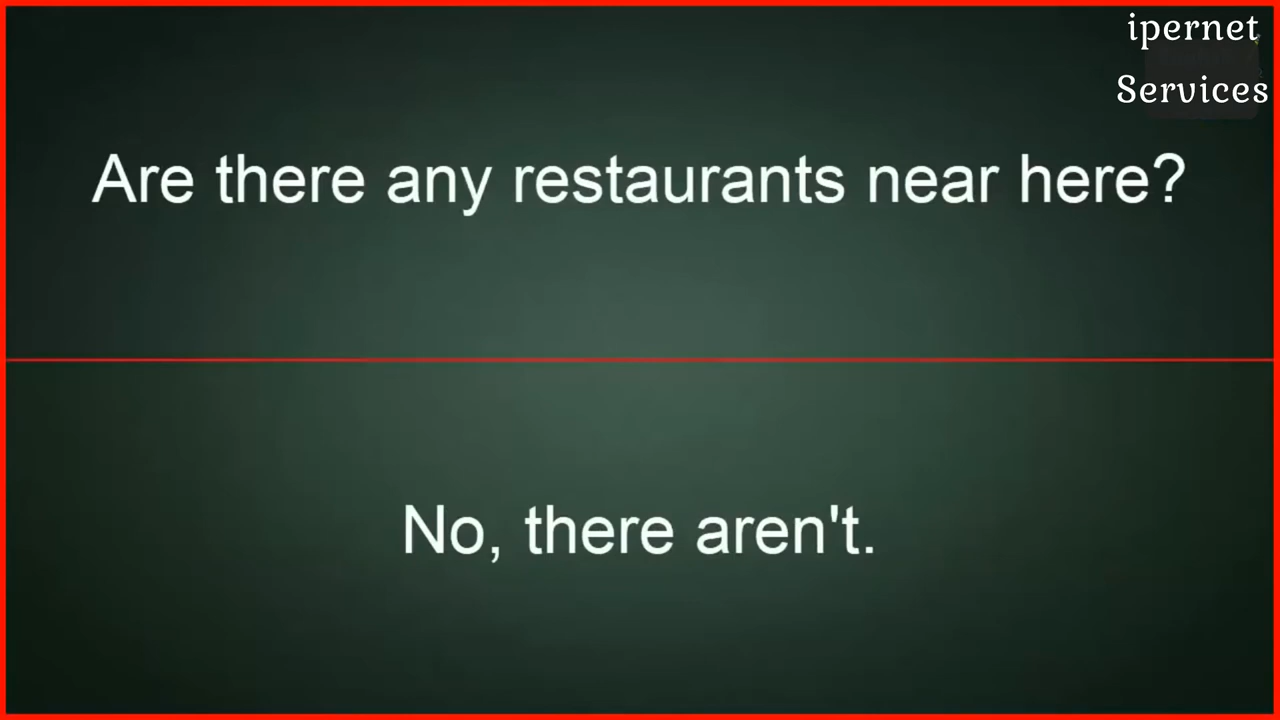 ipernet
Services
Are there any restaurants near here?
No, there aren't.